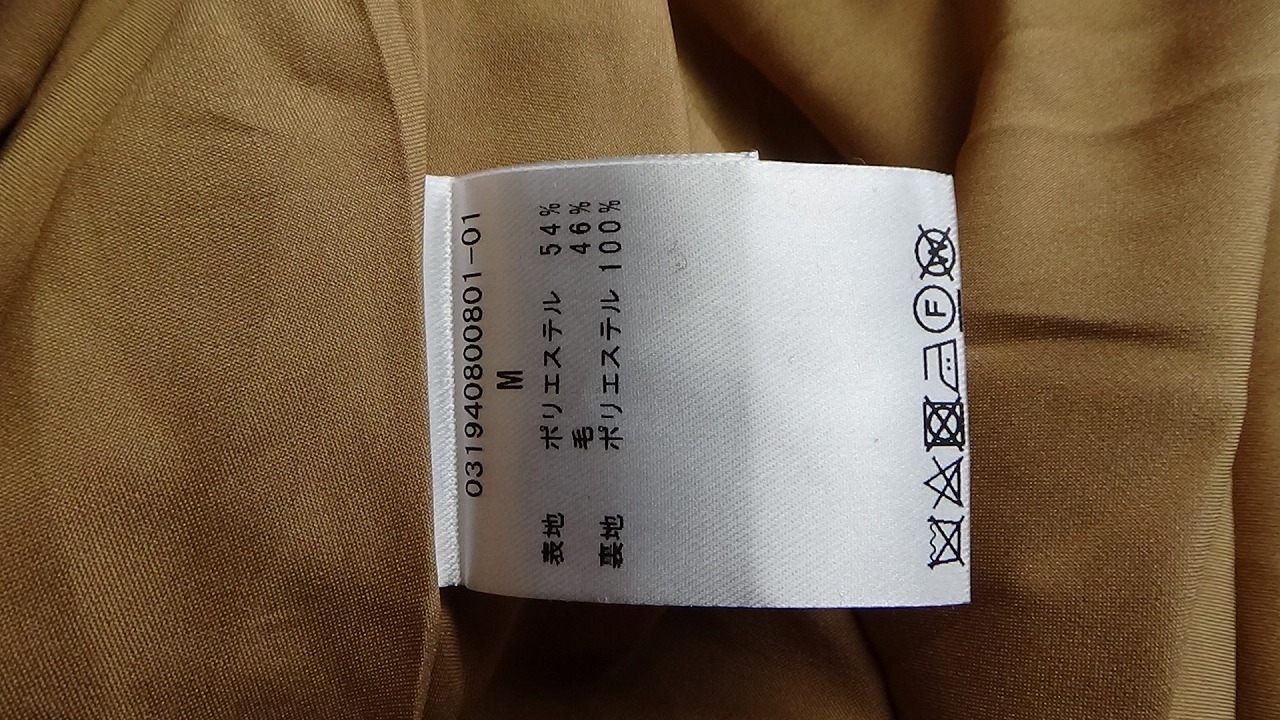 031940800801-01
M
表地 ポリエステル 54%
毛 46%
裏地 ポリエステル 100%
F W